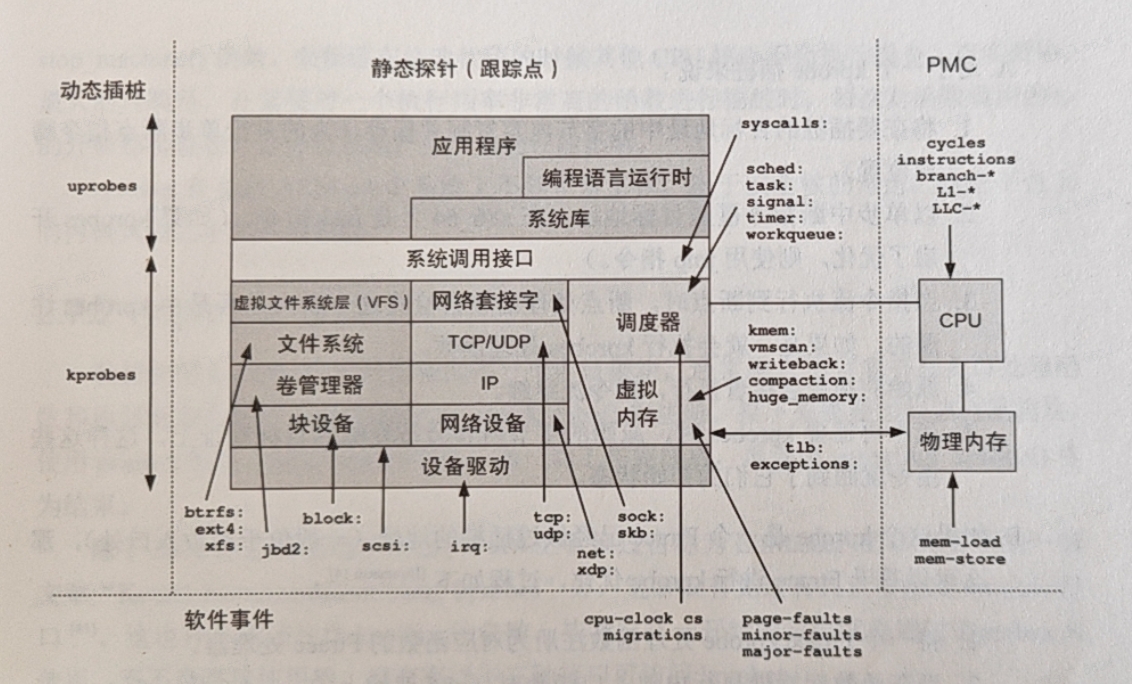 静态探针（跟踪点）
PMC
动态插桩
syscalls:
应用程序
编程语言运行时
系统库
系统调用接口
uprobes
sched:
task:
signal:
timer:
workqueue:
cycles
instructions
branch-*
L1-*
LLC-*
虚拟文件系统层（VFS）
网络套接字
调度器
CPU
文件系统
TCP/UDP
kprobes
卷管理器
IP
虚拟
内存
kmem:
vmscan:
writeback:
compaction:
huge_memory:
块设备
网络设备
物理内存
设备驱动
tlb:
exceptions:
btrfs:
ext4:
xfs:
jbd2:
block:
scsi:
irq:
tcp:
udp:
net:
xdp:
sock:
skb:
mem-load
mem-store
软件事件
cpu-clock cs
migrations
page-faults
minor-faults
major-faults